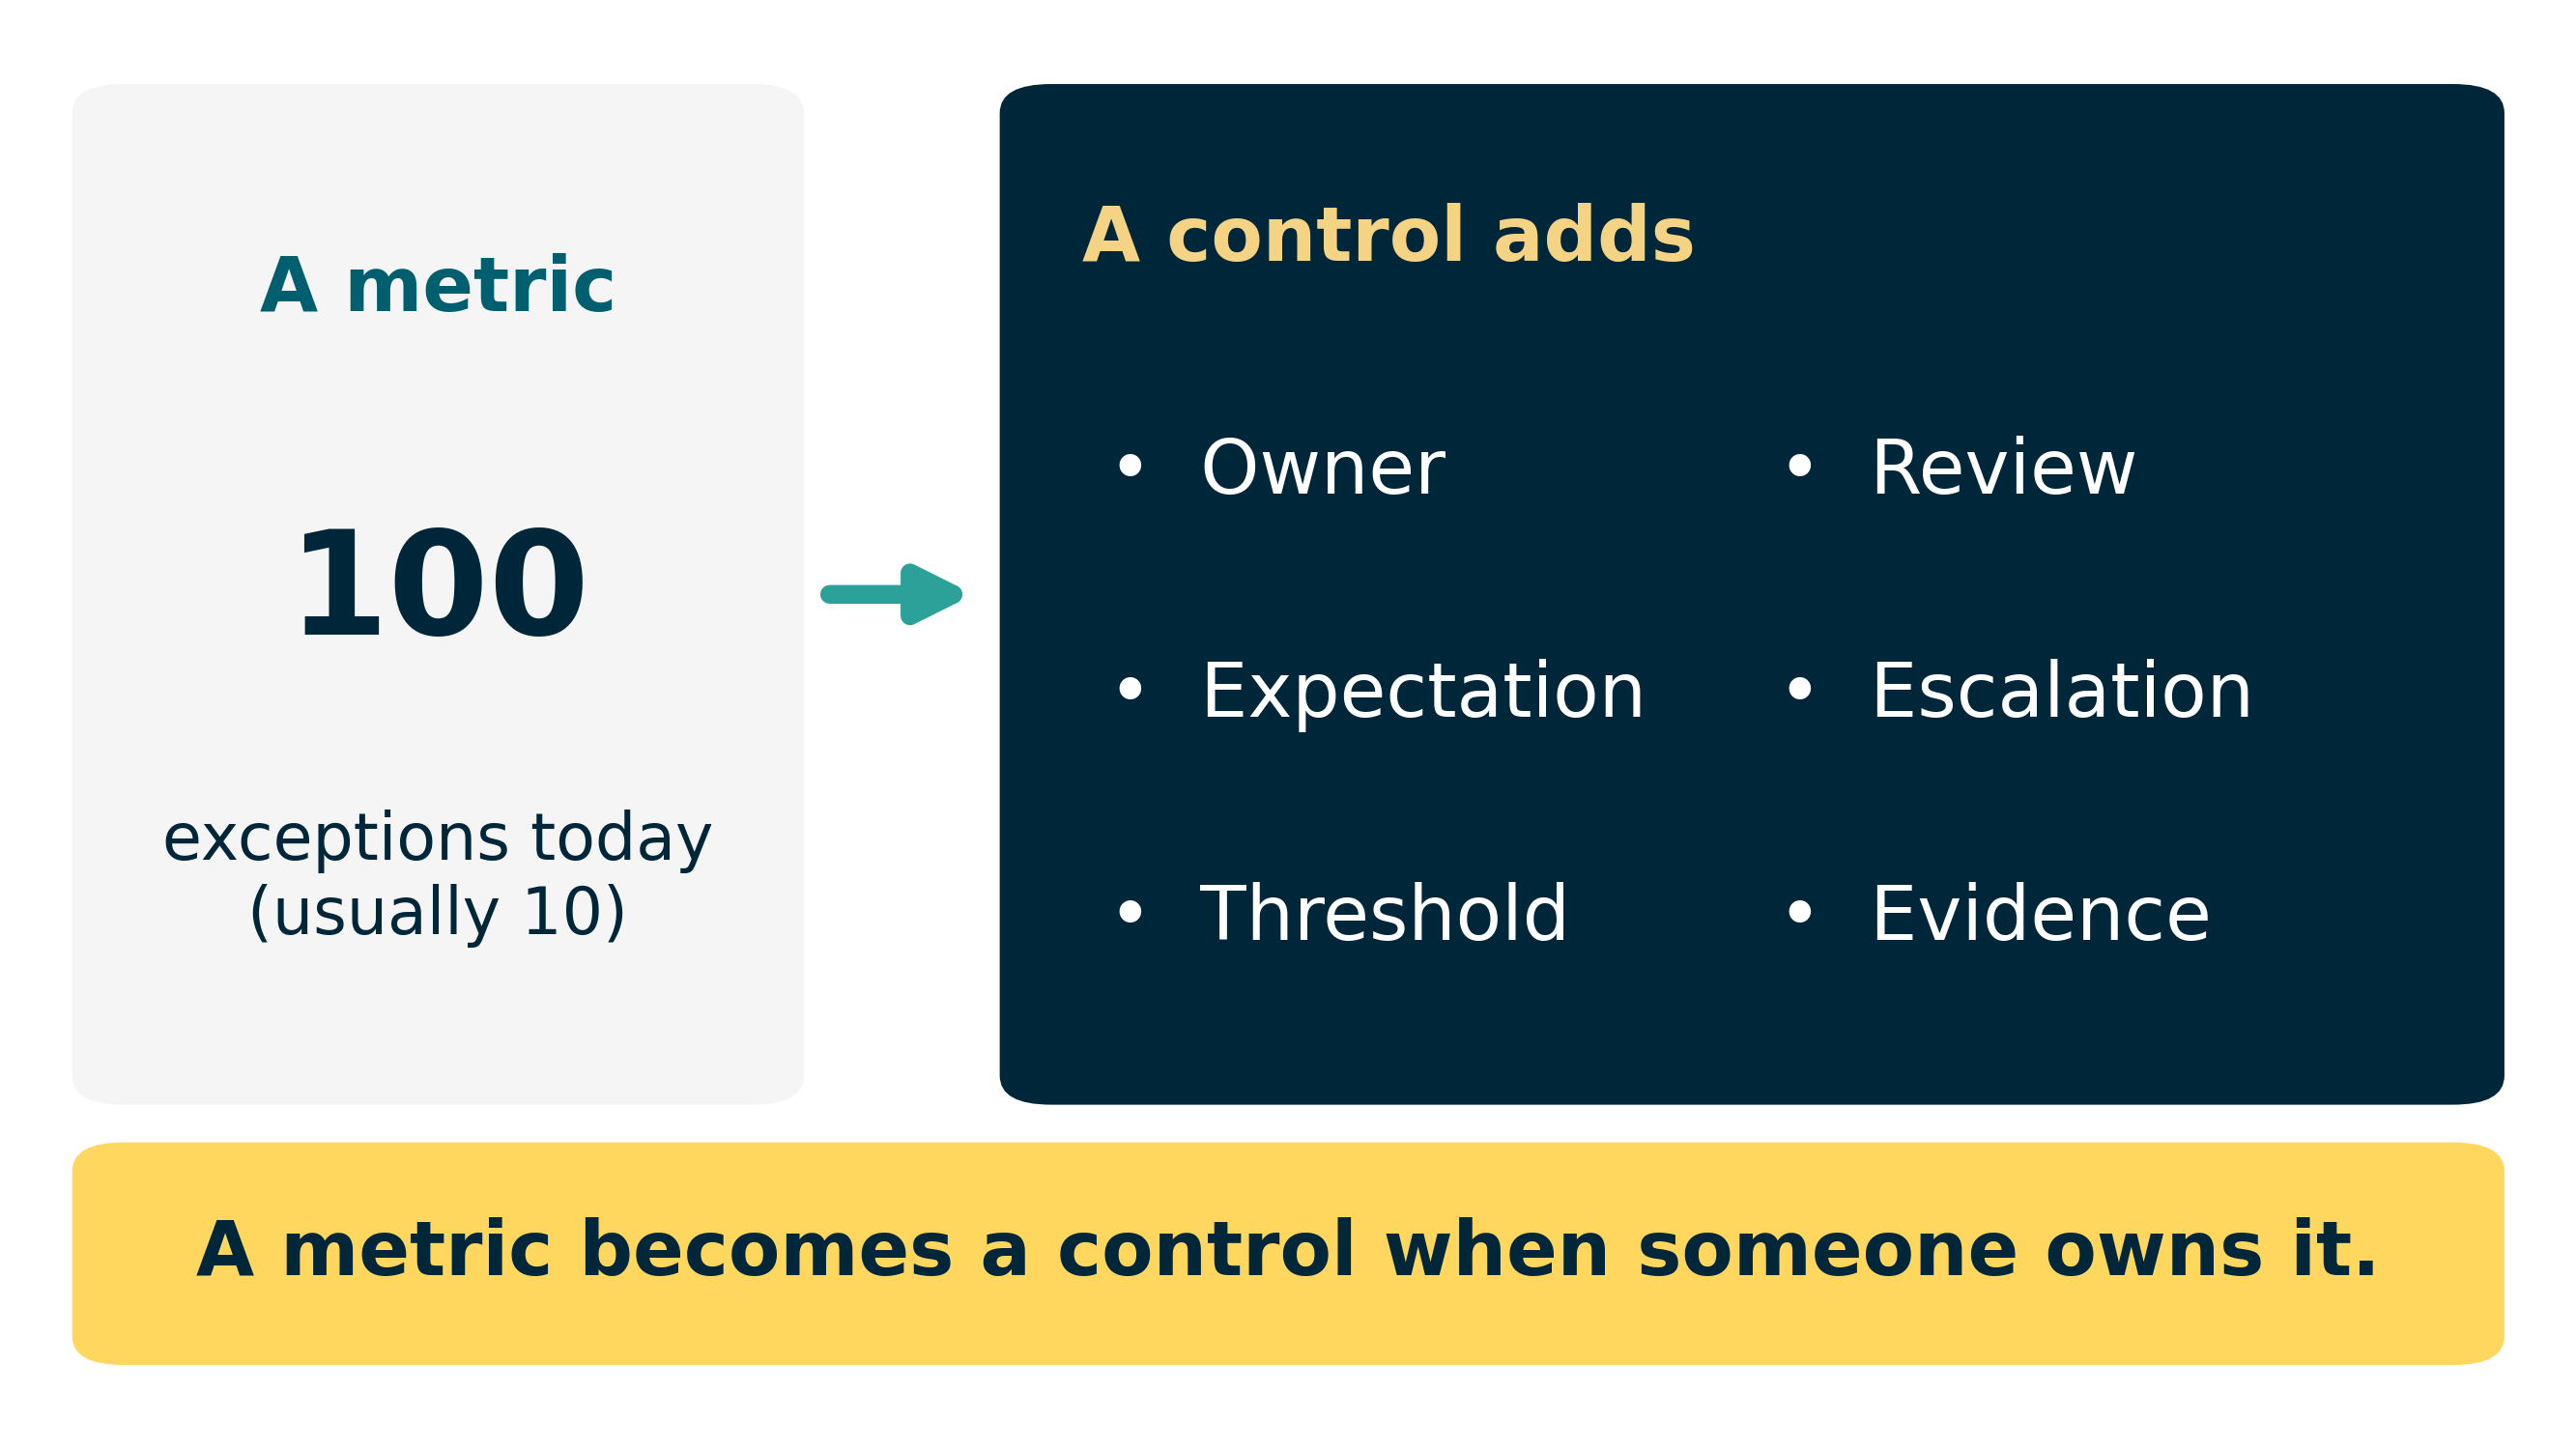 A metric
100
exceptions today
(usually 10)
A control adds
• Owner
• Expectation
• Threshold
• Review
• Escalation
• Evidence
A metric becomes a control when someone owns it.